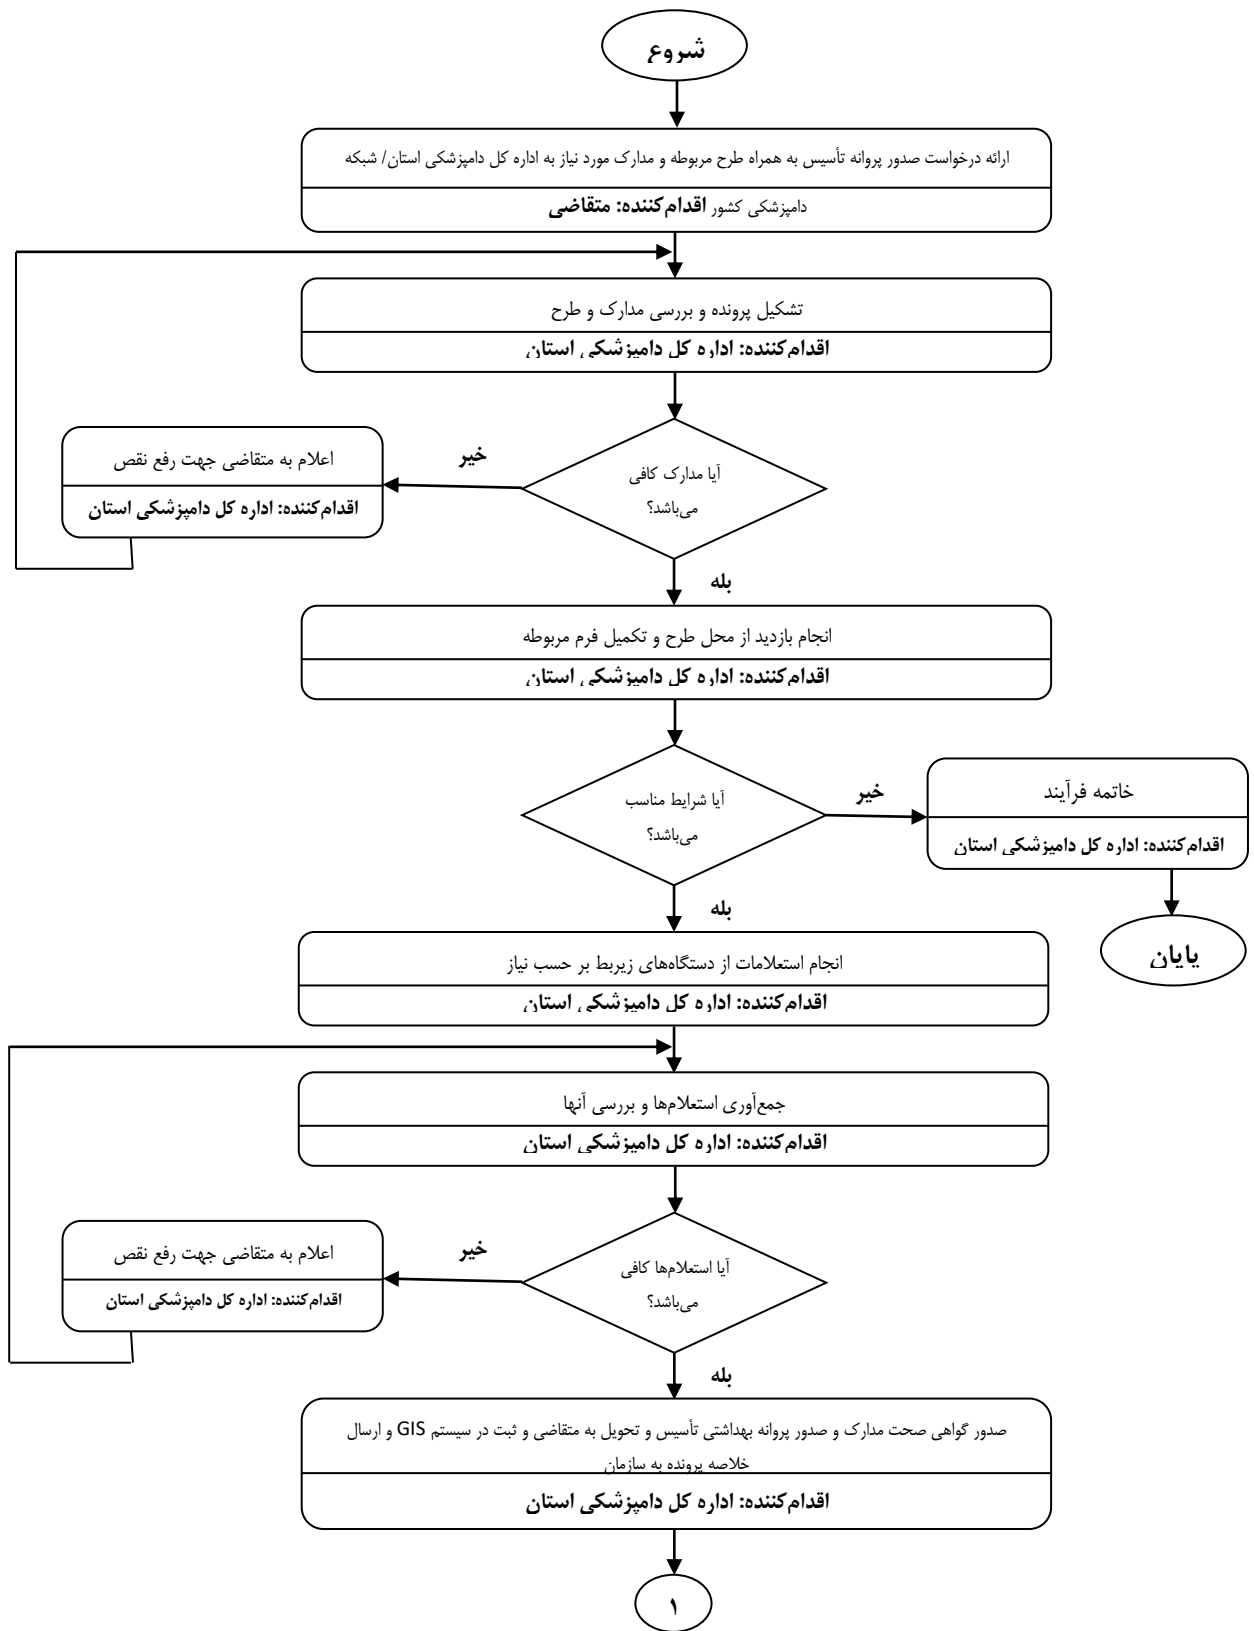 شروع
ارائه درخواست صدور پروانه تأسیس به همراه طرح مربوطه و مدارک مورد نیاز به اداره کل دامپزشکی استان/ شبکه
دامپزشکی کشور اقدام‌کننده: متقاضی
تشکیل پرونده و بررسی مدارک و طرح
اقدام‌کننده: اداره کل دامپزشکی استان
آیا مدارک کافی
می‌باشد؟
خیر
اعلام به متقاضی جهت رفع نقص
اقدام‌کننده: اداره کل دامپزشکی استان
بله
انجام بازدید از محل طرح و تکمیل فرم مربوطه
اقدام‌کننده: اداره کل دامپزشکی استان
آیا شرایط مناسب
می‌باشد؟
خیر
خاتمه فرآیند
اقدام‌کننده: اداره کل دامپزشکی استان
پایان
بله
انجام استعلامات از دستگاه‌های زیربط بر حسب نیاز
اقدام‌کننده: اداره کل دامپزشکی استان
جمع‌آوری استعلام‌ها و بررسی آنها
اقدام‌کننده: اداره کل دامپزشکی استان
آیا استعلام‌ها کافی
می‌باشد؟
خیر
اعلام به متقاضی جهت رفع نقص
اقدام‌کننده: اداره کل دامپزشکی استان
بله
صدور گواهی صحت مدارک و صدور پروانه بهداشتی تأسیس و تحویل به متقاضی و ثبت در سیستم GIS و ارسال
خلاصه پرونده به سازمان
اقدام‌کننده: اداره کل دامپزشکی استان
۱